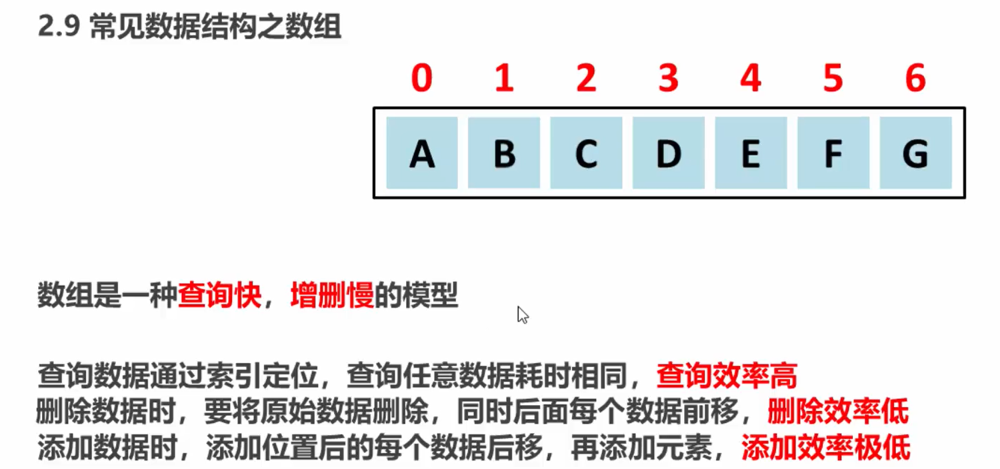 2.9 常见数据结构之数组
0 1 2 3 4 5 6
A B C D E F G
数组是一种查询快，增删慢的模型
查询数据通过索引定位，查询任意数据耗时相同，查询效率高
删除数据时，要将原始数据删除，同时后面每个数据前移，删除效率低
添加数据时，添加位置后的每个数据后移，再添加元素，添加效率极低